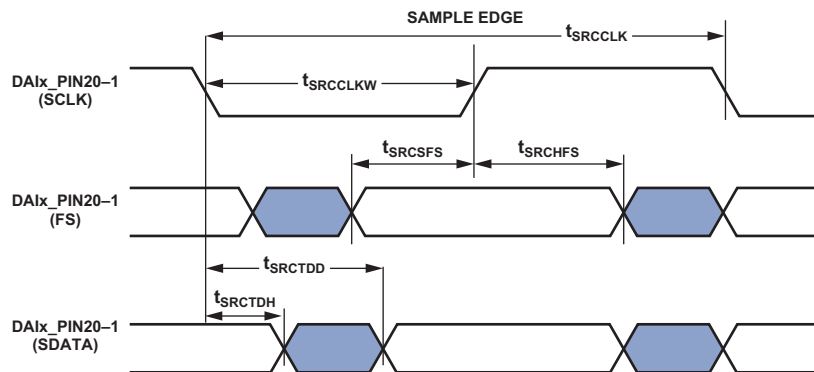 SAMPLE EDGE
tSRCCLK
DAIx_PIN20–1
(SCLK)
tSRCCLKW
tSRCSFS
tSRCHFS
DAIx_PIN20–1
(FS)
tSRCTDD
tSRCTDH
DAIx_PIN20–1
(SDATA)